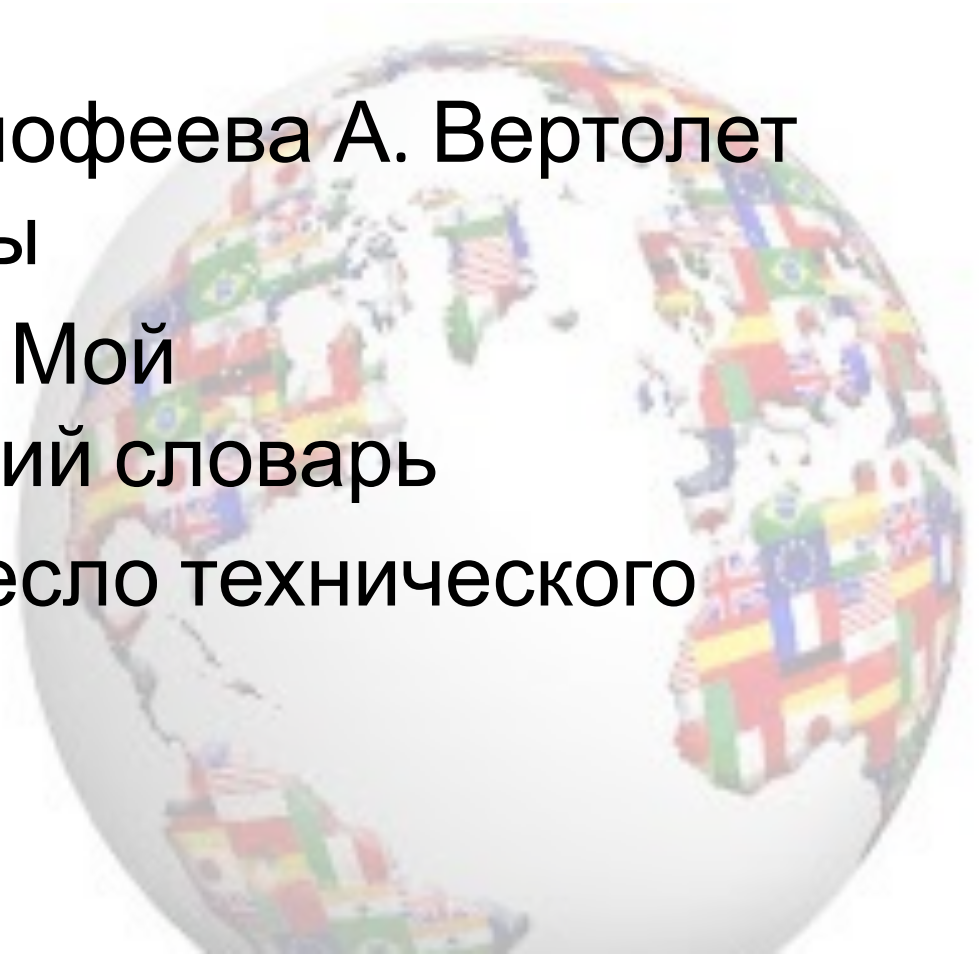 мофеева А. Вертолет
ы
Мой
ий словарь
есло технического